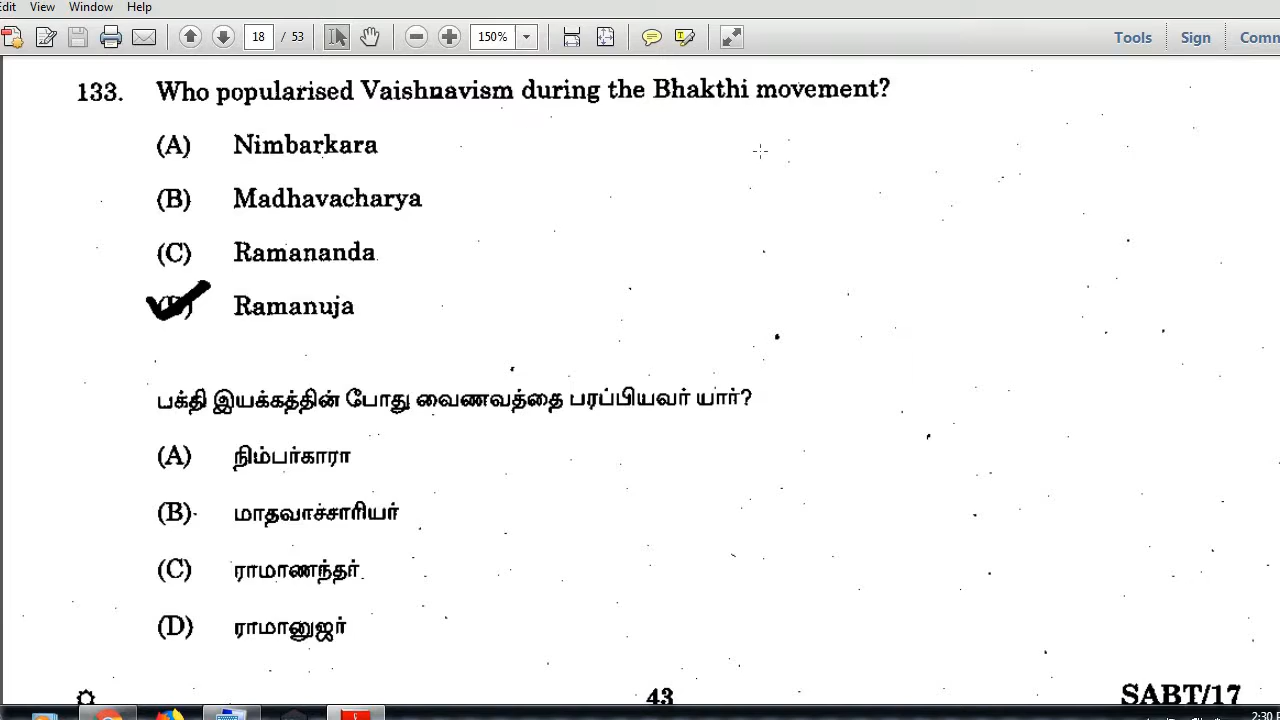 Edit View Window Help
18 / 53 150% Tools Sign Comm
133. Who popularised Vaishnavism during the Bhakthi movement?
(A) Nimbarkara
(B) Madhavacharya
(C) Ramananda
Ramanuja
பக்தி இயக்கத்தின் போது வைணவத்தை பரப்பியவர் யார்?
(A) நிம்பர்காரா
(B) மாதவாச்சாரியர்
(C) ராமாணந்தர்
(D) ராமானுஜர்
43 SABT/17